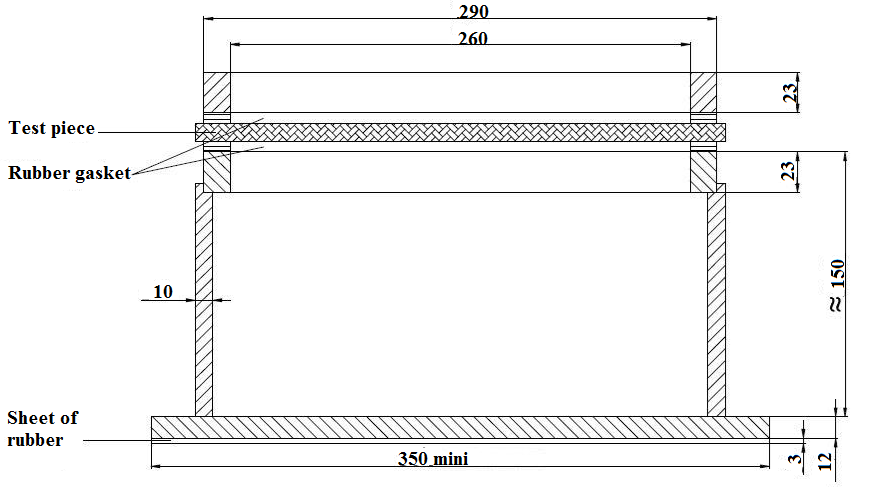 290
260
23
Test piece
Rubber gasket
23
≈ 150
10
Sheet of
rubber
350 mini
3
12